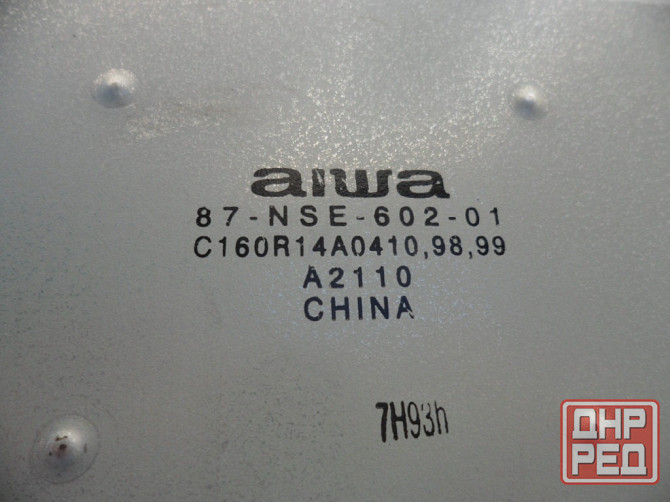 aiwa
87-NSE-602-01
C160R14A0410,98,99
A2110
CHINA
7H93h
ДНР
РЕД